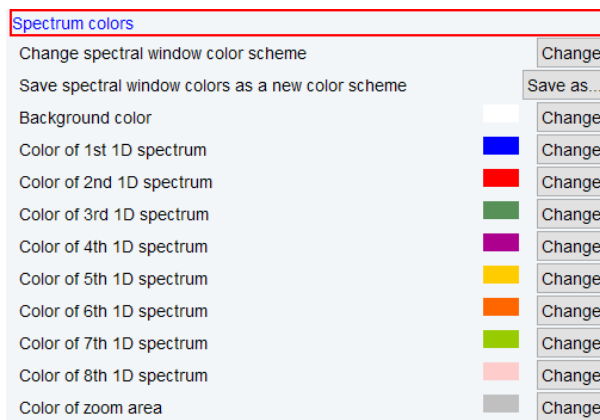 Spectrum colors
Change spectral window color scheme Change
Save spectral window colors as a new color scheme Save as...
Background color Change
Color of 1st 1D spectrum Change
Color of 2nd 1D spectrum Change
Color of 3rd 1D spectrum Change
Color of 4th 1D spectrum Change
Color of 5th 1D spectrum Change
Color of 6th 1D spectrum Change
Color of 7th 1D spectrum Change
Color of 8th 1D spectrum Change
Color of zoom area Change